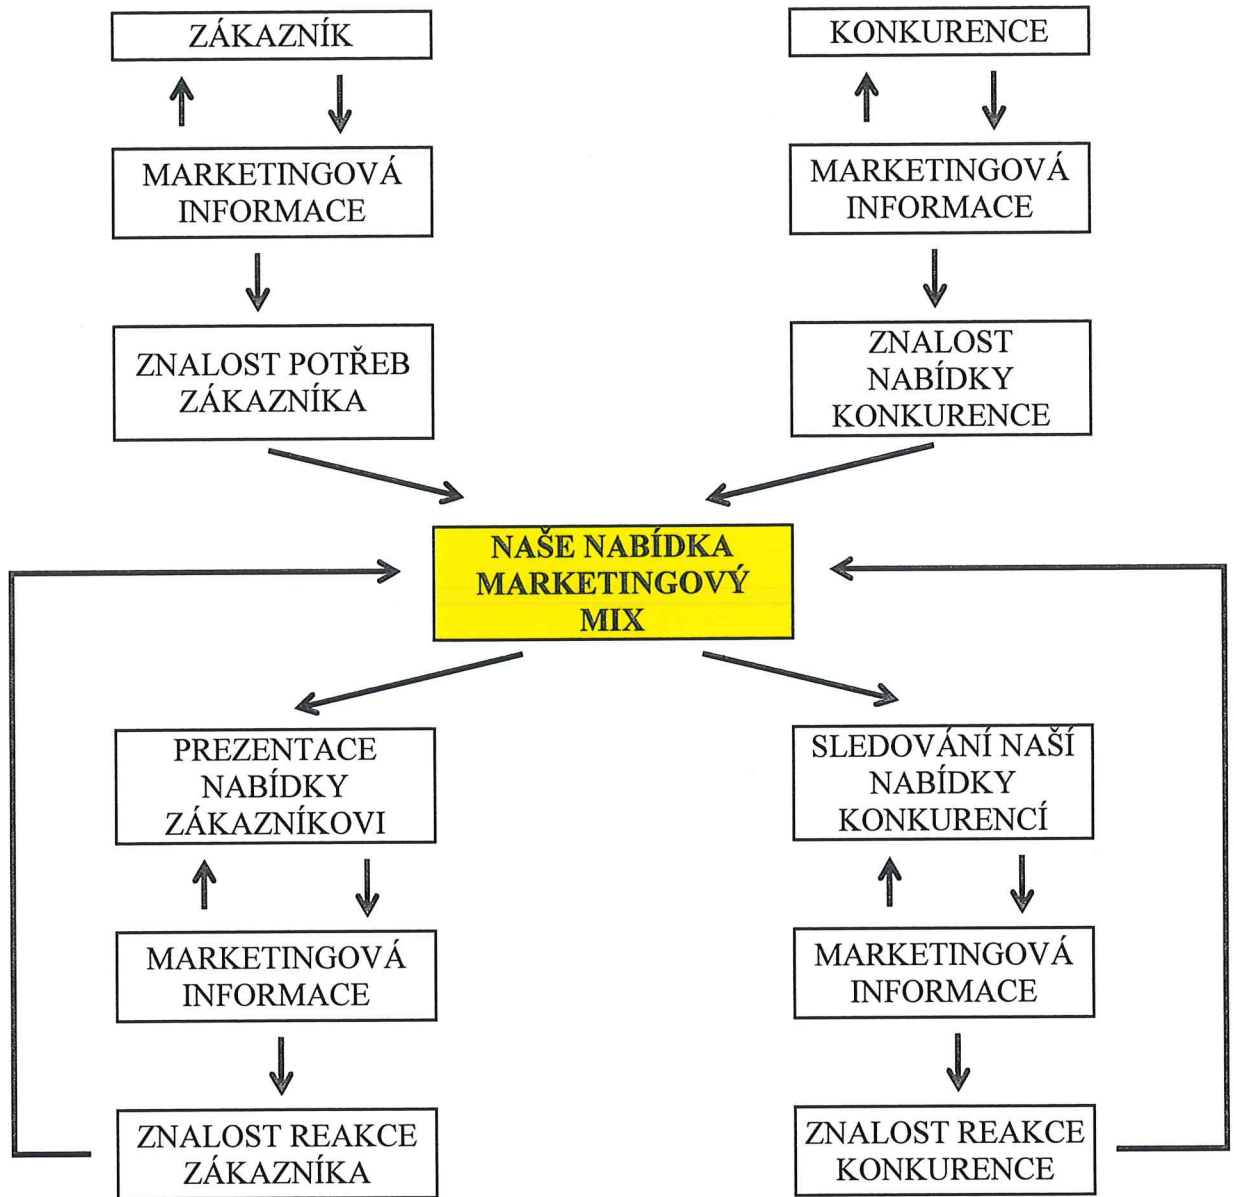 ZÁKAZNÍK
KONKURENCE
MARKETINGOVÁ
INFORMACE
MARKETINGOVÁ
INFORMACE
ZNALOST POTŘEB
ZÁKAZNÍKA
ZNALOST
NABÍDKY
KONKURENCE
NAŠE NABÍDKA
MARKETINGOVÝ
MIX
PREZENTACE
NABÍDKY
ZÁKAZNÍKOVI
SLEDOVÁNÍ NAŠÍ
NABÍDKY
KONKURENCÍ
MARKETINGOVÁ
INFORMACE
MARKETINGOVÁ
INFORMACE
ZNALOST REAKCE
ZÁKAZNÍKA
ZNALOST REAKCE
KONKURENCE